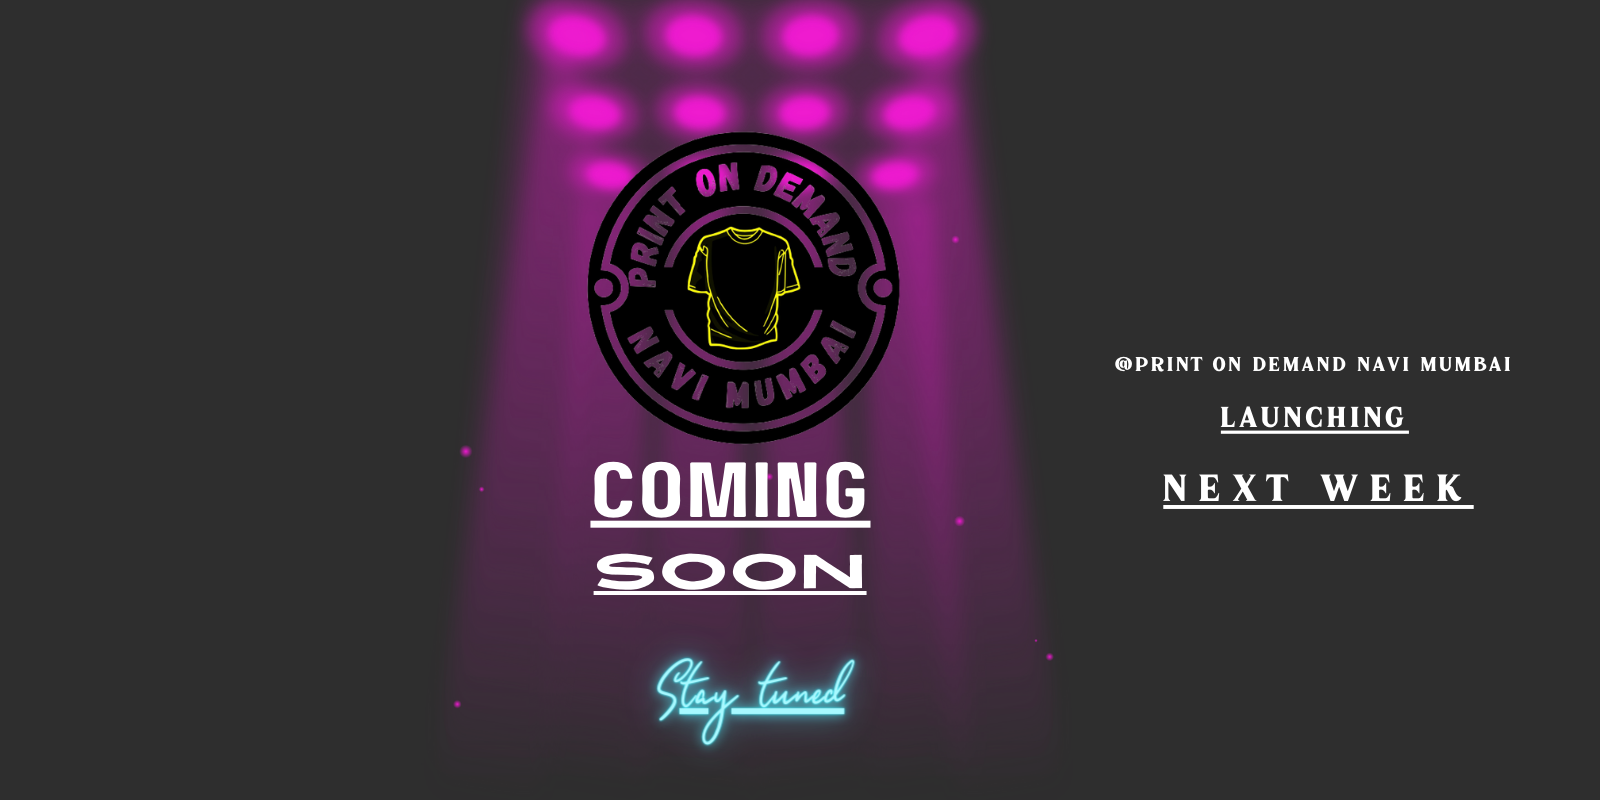 PRINT ON DEMAND
NAVI MUMBAI
COMING
SOON
Stay tuned
@PRINT ON DEMAND NAVI MUMBAI
LAUNCHING
NEXT WEEK